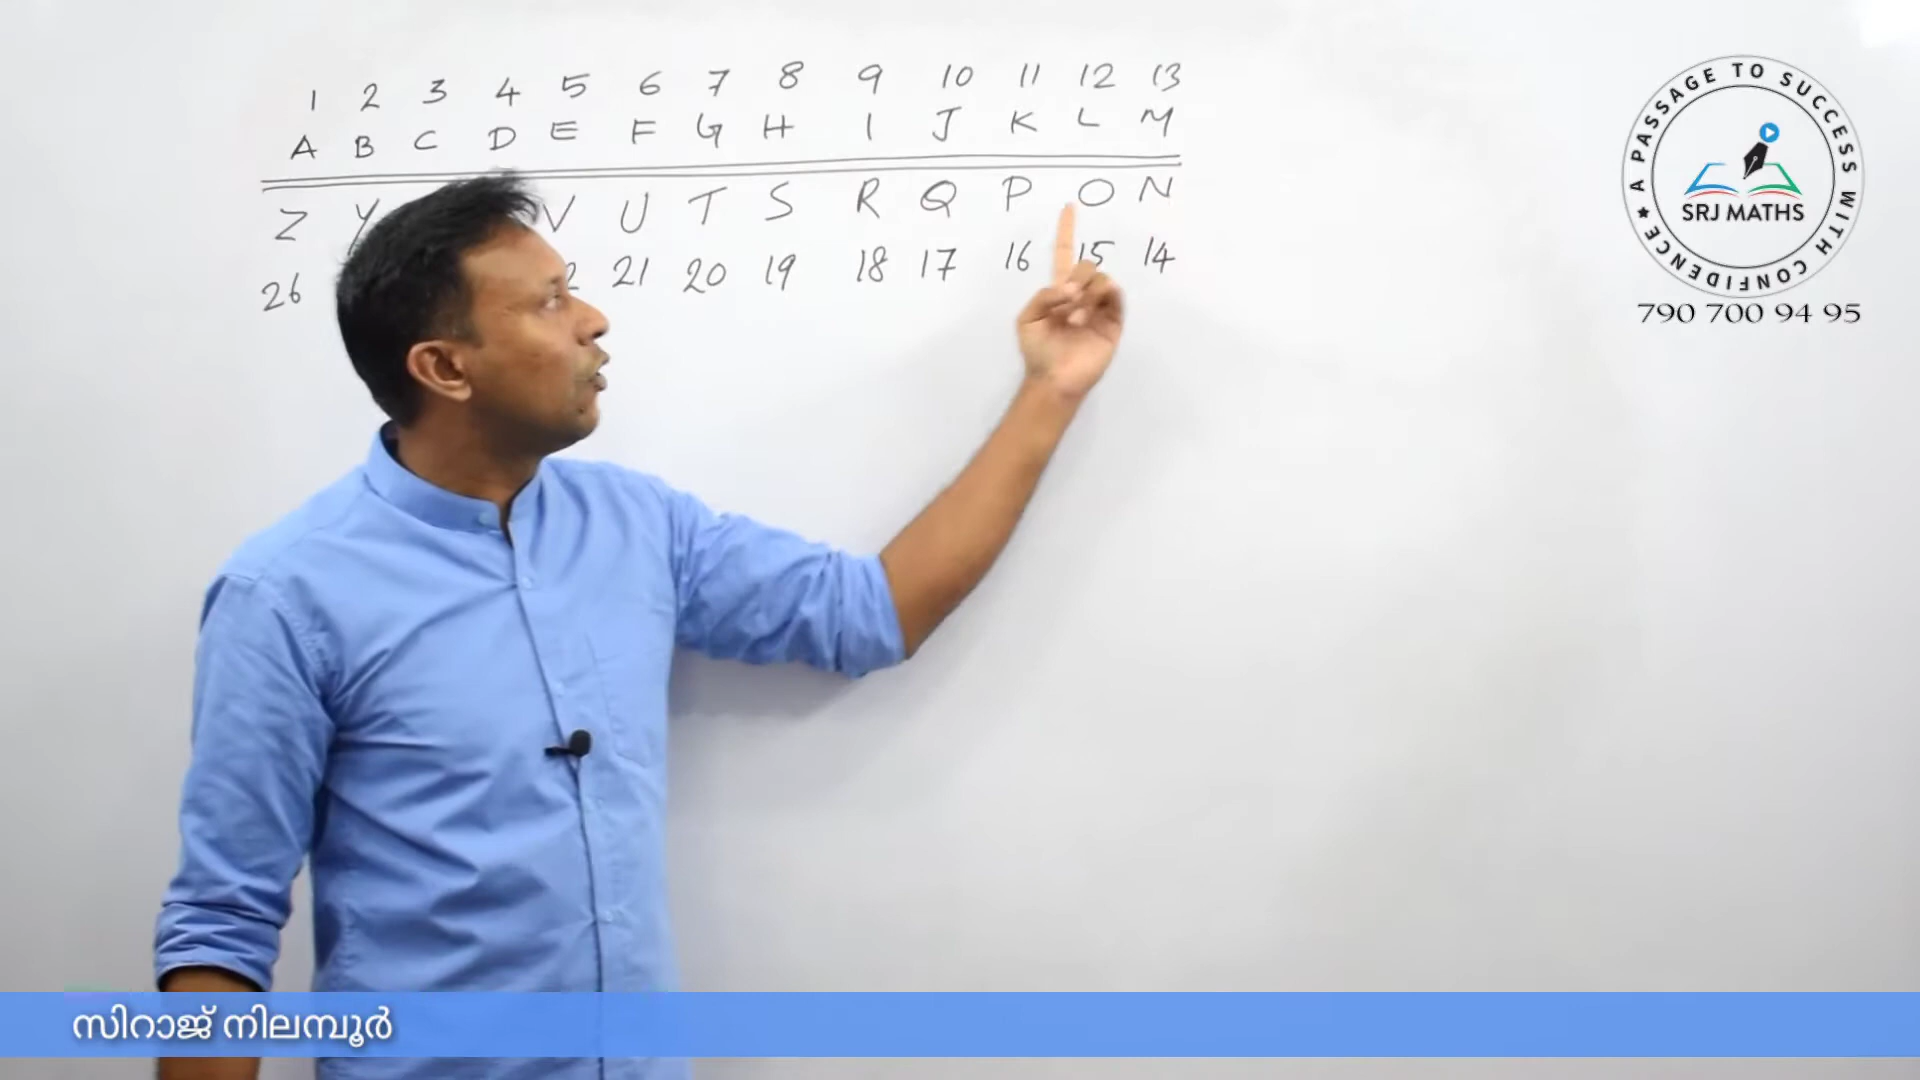 1 2 3 4 5 6 7 8 9 10 11 12 13
A B C D E F G H I J K L M
Z Y V U T S R Q P O N
26 21 20 19 18 17 16 15 14
A PASSAGE TO SUCCESS WITH CONFIDENCE
SRJ MATHS
790 700 94 95
സിറാജ് നിലമ്പൂർ